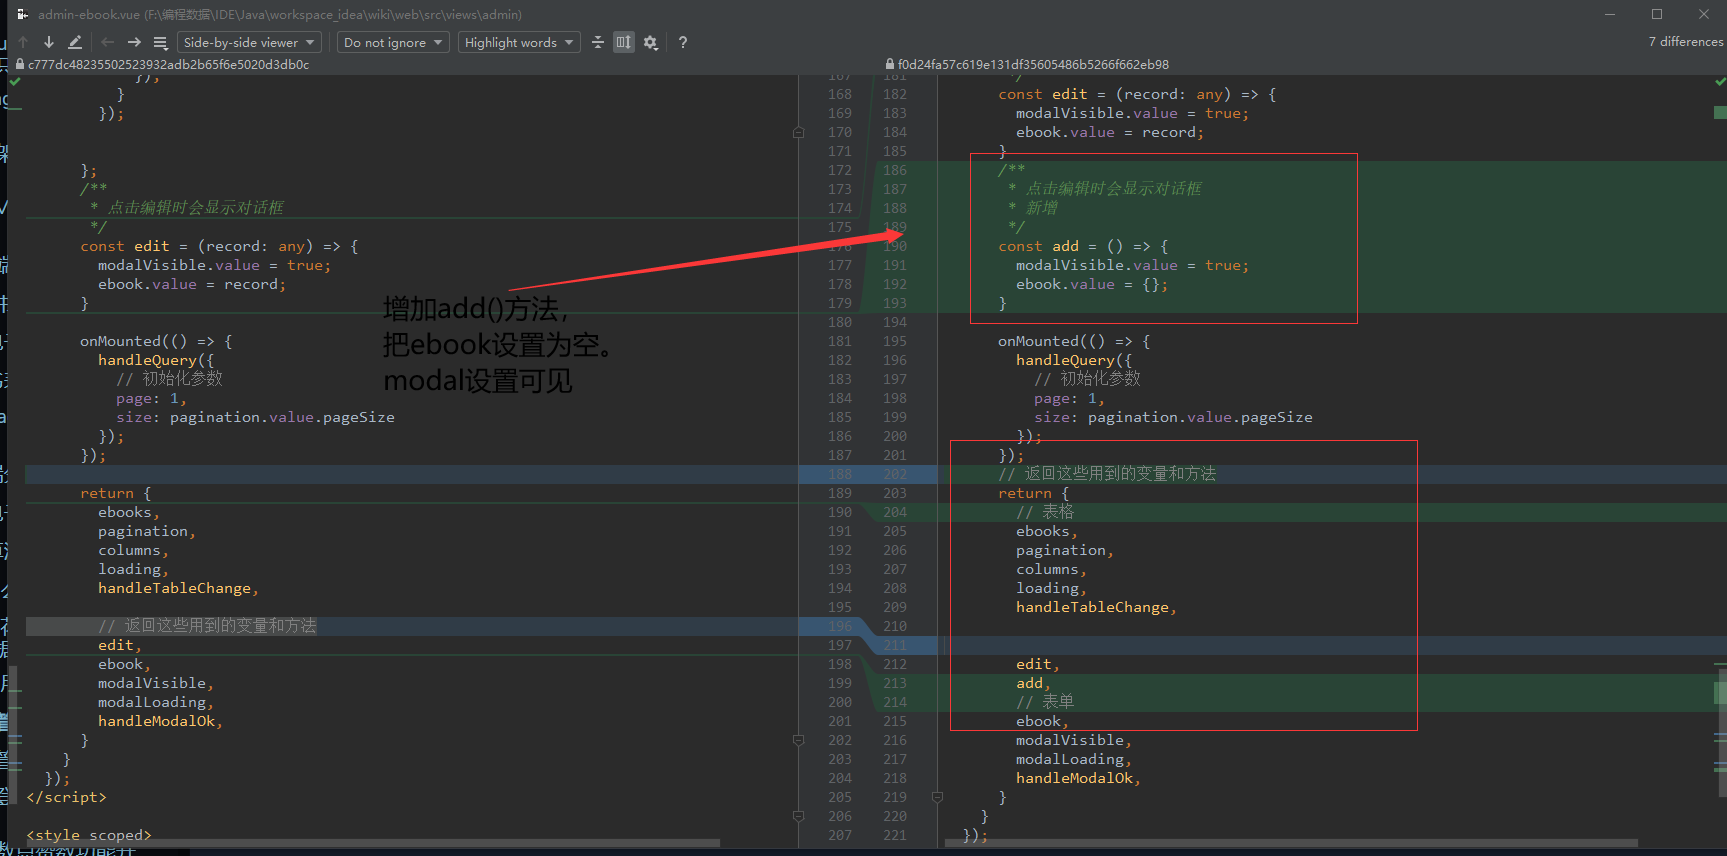 admin-ebook.vue (F:\编程数据\IDE\Java\workspace_idea\wiki\web\src\views\admin)
Side-by-side viewer
Do not ignore
Highlight words
?
7 differences
c777dc48235502523932adb2b65f6e5020d3db0c
f0d24fa57c619e131df35605486b5266f662eb98
});
}
});
};
/**
* 点击编辑时会显示对话框
*/
const edit = (record: any) => {
modalVisible.value = true;
ebook.value = record;
}
onMounted(() => {
handleQuery({
// 初始化参数
page: 1,
size: pagination.value.pageSize
});
});
return {
ebooks,
pagination,
columns,
loading,
handleTableChange,
// 返回这些用到的变量和方法
edit,
ebook,
modalVisible,
modalLoading,
handleModalOk,
}
}
});
</script>
<style scoped>
增加add()方法，
把ebook设置为空。
modal设置可见
167 181
168 182
169 183
170 184
171 185
172 186
173 187
174 188
175 189
176 190
177 191
178 192
179 193
180 194
181 195
182 196
183 197
184 198
185 199
186 200
187 201
188 202
189 203
190 204
191 205
192 206
193 207
194 208
195 209
196 210
197 211
198 212
199 213
200 214
201 215
202 216
203 217
204 218
205 219
206 220
207 221
*/
const edit = (record: any) => {
modalVisible.value = true;
ebook.value = record;
}
/**
* 点击编辑时会显示对话框
* 新增
*/
const add = () => {
modalVisible.value = true;
ebook.value = {};
}
onMounted(() => {
handleQuery({
// 初始化参数
page: 1,
size: pagination.value.pageSize
});
});
// 返回这些用到的变量和方法
return {
// 表格
ebooks,
pagination,
columns,
loading,
handleTableChange,
edit,
add,
// 表单
ebook,
modalVisible,
modalLoading,
handleModalOk,
}
}
});